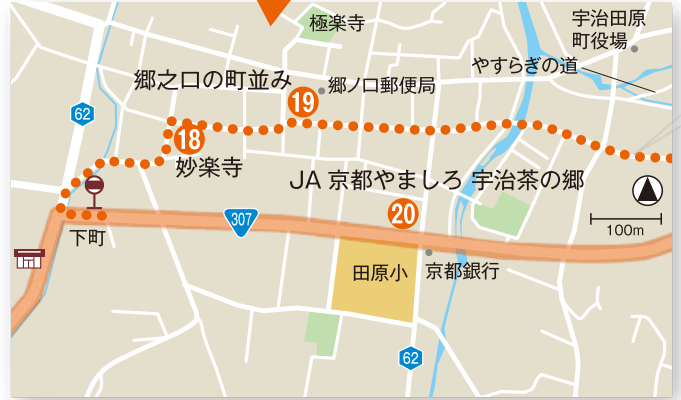 極楽寺
宇治田原
町役場
やすらぎの道
郷之口の町並み
郷ノ口郵便局
19
62
18
妙楽寺
JA 京都やましろ 宇治茶の郷
20
307
100m
下町
田原小
京都銀行
62